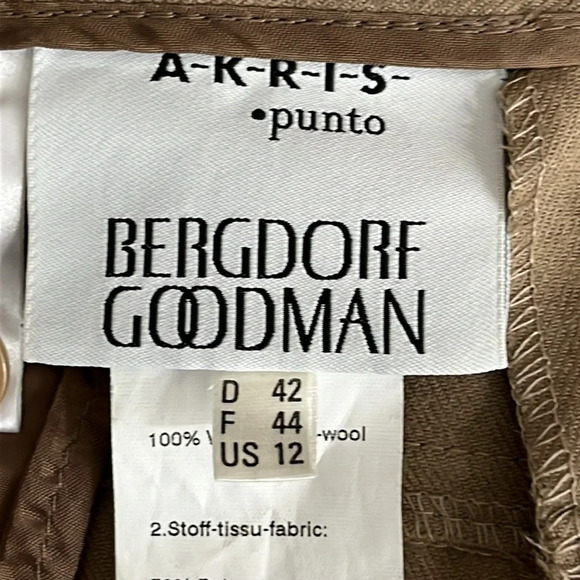 A-K-R-I-S-
•punto
BERGDORF
GOODMAN
D 42
F 44
US 12
100% -wool
2.Stoff-tissu-fabric: